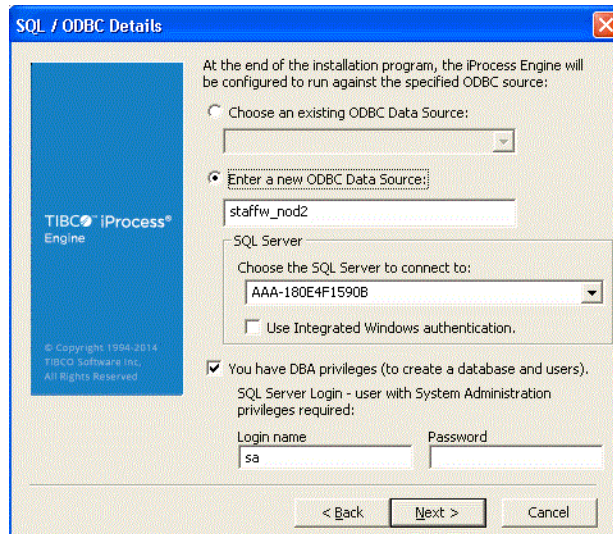 SQL / ODBC Details
At the end of the installation program, the iProcess Engine will
be configured to run against the specified ODBC source:
Choose an existing ODBC Data Source:
Enter a new ODBC Data Source:
staffw_nod2
SQL Server
Choose the SQL Server to connect to:
AAA-180E4F1590B
Use Integrated Windows authentication.
You have DBA privileges (to create a database and users).
SQL Server Login - user with System Administration
privileges required:
Login name Password
sa
TIBCO™ iProcess®
Engine
© Copyright 1994-2014
TIBCO Software Inc,
All Rights Reserved
< Back Next > Cancel